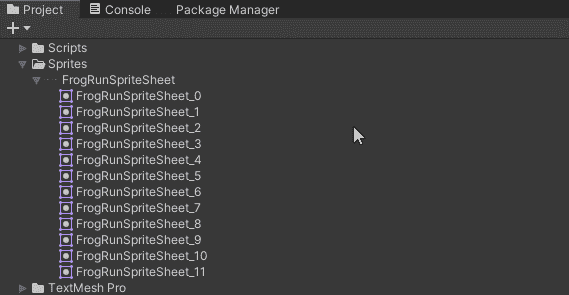 Project Console Package Manager
Scripts
Sprites
FrogRunSpriteSheet
FrogRunSpriteSheet_0
FrogRunSpriteSheet_1
FrogRunSpriteSheet_2
FrogRunSpriteSheet_3
FrogRunSpriteSheet_4
FrogRunSpriteSheet_5
FrogRunSpriteSheet_6
FrogRunSpriteSheet_7
FrogRunSpriteSheet_8
FrogRunSpriteSheet_9
FrogRunSpriteSheet_10
FrogRunSpriteSheet_11
TextMesh Pro